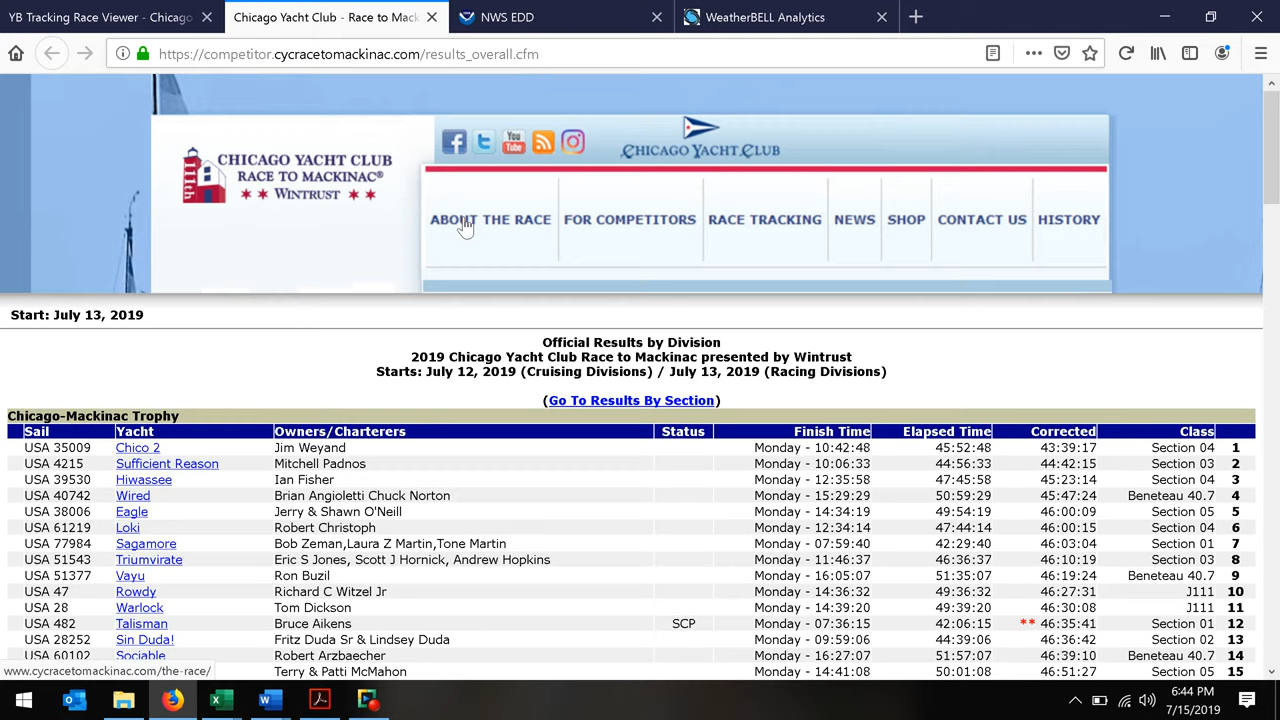 YB Tracking Race Viewer - Chicago
Chicago Yacht Club - Race to Mack
NWS EDD
WeatherBELL Analytics
https://competitor.cycracetomackinac.com/results_overall.cfm
111th
CHICAGO YACHT CLUB
RACE TO MACKINAC®
WINTRUST
You Tube
CHICAGO YACHT CLUB
ABOUT THE RACE FOR COMPETITORS RACE TRACKING NEWS SHOP CONTACT US HISTORY
Start: July 13, 2019
Official Results by Division
2019 Chicago Yacht Club Race to Mackinac presented by Wintrust
Starts: July 12, 2019 (Cruising Divisions) / July 13, 2019 (Racing Divisions)
(Go To Results By Section)
Chicago-Mackinac Trophy
Sail Yacht Owners/Charterers Status Finish Time Elapsed Time Corrected Class
USA 35009 Chico 2 Jim Weyand Monday - 10:42:48 45:52:48 43:39:17 Section 04 1
USA 4215 Sufficient Reason Mitchell Padnos Monday - 10:06:33 44:56:33 44:42:15 Section 03 2
USA 39530 Hiwassee Ian Fisher Monday - 12:35:58 47:45:58 45:23:14 Section 04 3
USA 40742 Wired Brian Angioletti Chuck Norton Monday - 15:29:29 50:59:29 45:47:24 Beneteau 40.7 4
USA 38006 Eagle Jerry & Shawn O'Neill Monday - 14:34:19 49:54:19 46:00:09 Section 05 5
USA 61219 Loki Robert Christoph Monday - 12:34:14 47:44:14 46:00:15 Section 04 6
USA 77984 Sagamore Bob Zeman,Laura Z Martin,Tone Martin Monday - 07:59:40 42:29:40 46:03:04 Section 01 7
USA 51543 Triumvirate Eric S Jones, Scott J Hornick, Andrew Hopkins Monday - 11:46:37 46:36:37 46:10:19 Section 03 8
USA 51377 Vayu Ron Buzil Monday - 16:05:07 51:35:07 46:19:24 Beneteau 40.7 9
USA 47 Rowdy Richard C Witzel Jr Monday - 14:36:32 49:36:32 46:27:31 J111 10
USA 28 Warlock Tom Dickson Monday - 14:39:20 49:39:20 46:30:08 J111 11
USA 482 Talisman Bruce Aikens SCP Monday - 07:36:15 42:06:15 ** 46:35:41 Section 01 12
USA 28252 Sin Duda! Fritz Duda Sr & Lindsey Duda Monday - 09:53:06 44:39:06 46:36:42 Section 02 13
USA 60102 Sociable Robert Arzbaecher Monday - 16:27:07 51:57:07 46:39:10 Beneteau 40.7 14
Terry & Patti McMahon Monday - 14:41:08 50:01:08 46:51:27 Section 03 15
www.cycracetomackinac.com/the-race/
6:44 PM
7/15/2019